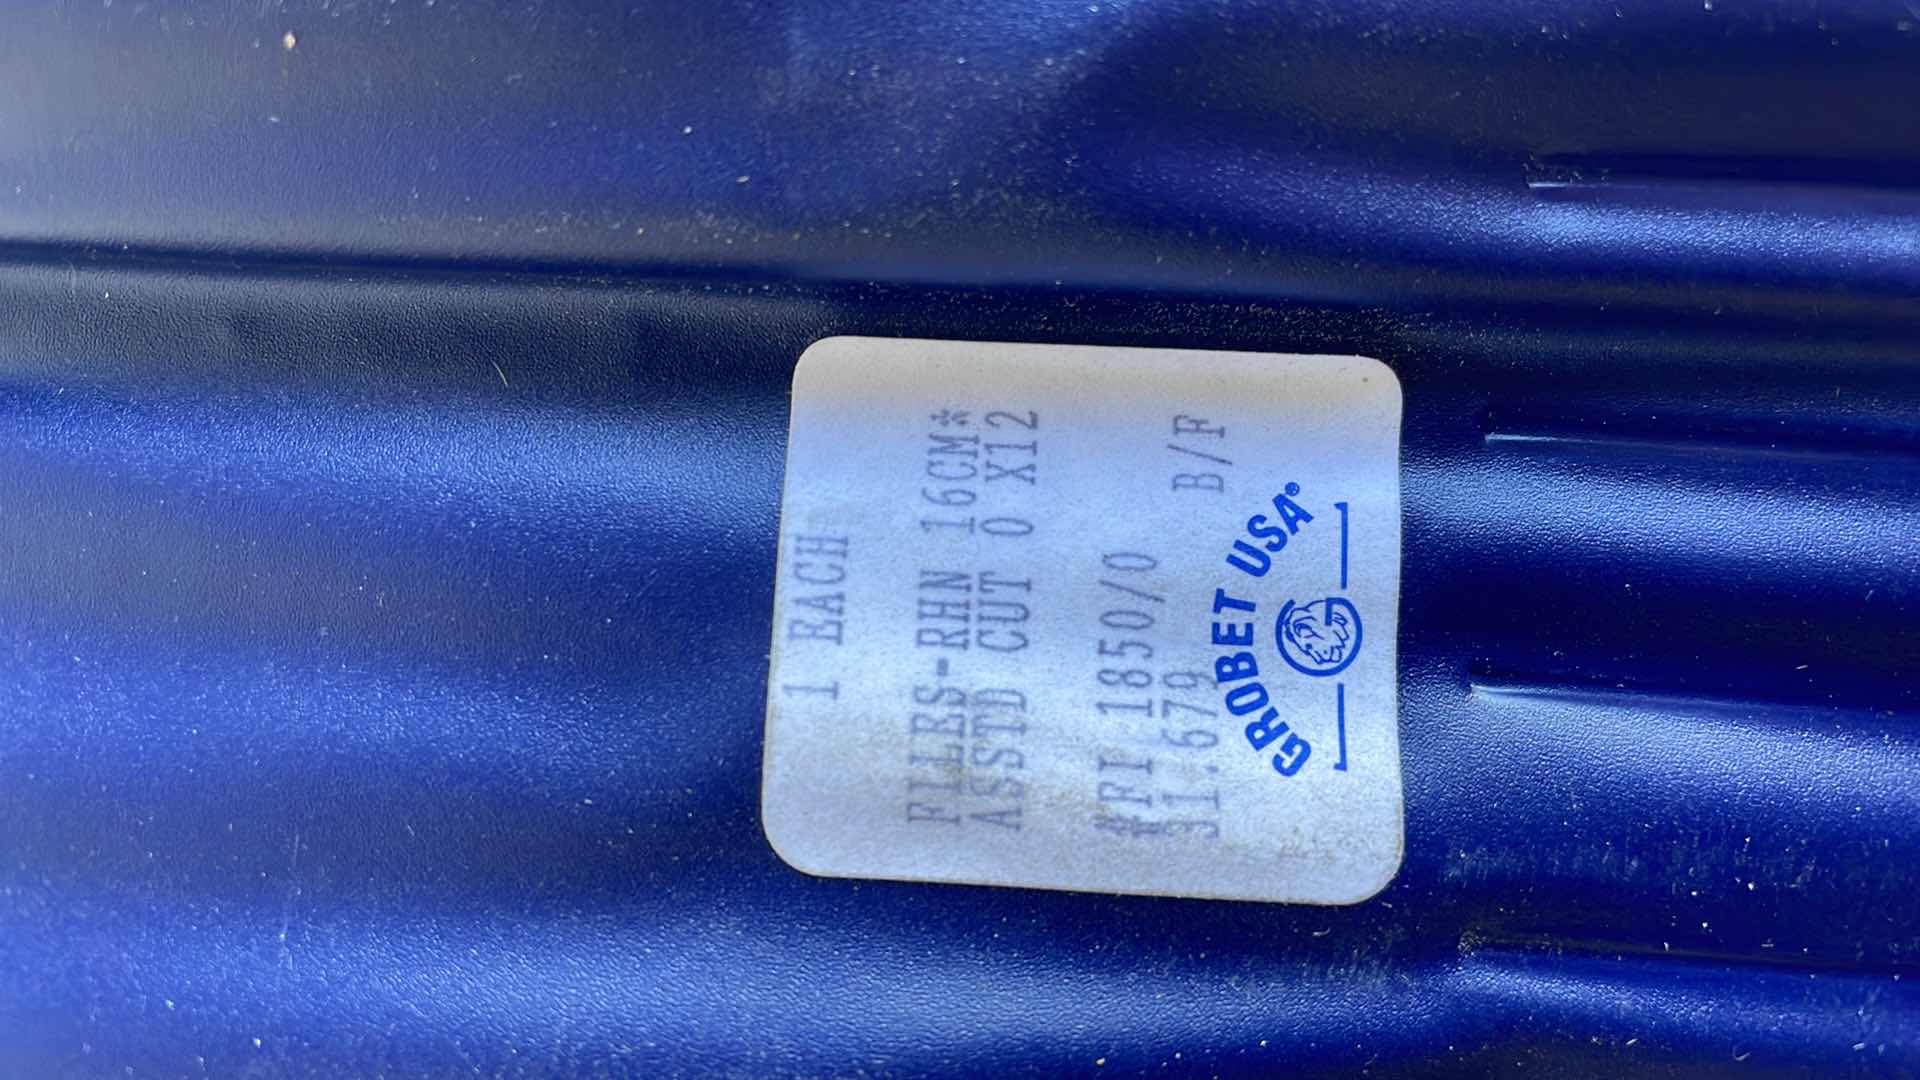 1 EACH
FILES-RHN 16CM*
ASSTD CUT 0 X12
#FI 1850/0
31.679 B/F
GROBET USA®